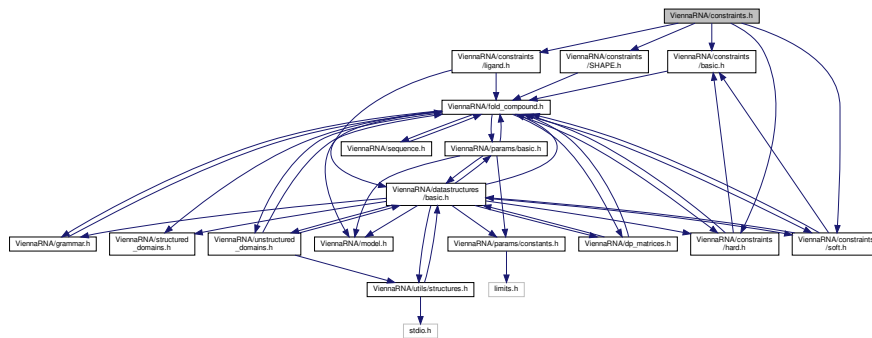 ViennaRNA/constraints.h
ViennaRNA/constraints
/ligand.h
ViennaRNA/constraints
/SHAPE.h
ViennaRNA/constraints
/basic.h
ViennaRNA/fold_compound.h
ViennaRNA/sequence.h
ViennaRNA/params/basic.h
ViennaRNA/datastructures
/basic.h
ViennaRNA/grammar.h
ViennaRNA/structured
_domains.h
ViennaRNA/unstructured
_domains.h
ViennaRNA/model.h
ViennaRNA/params/constants.h
ViennaRNA/dp_matrices.h
ViennaRNA/constraints
/hard.h
ViennaRNA/constraints
/soft.h
ViennaRNA/utils/structures.h
limits.h
stdio.h